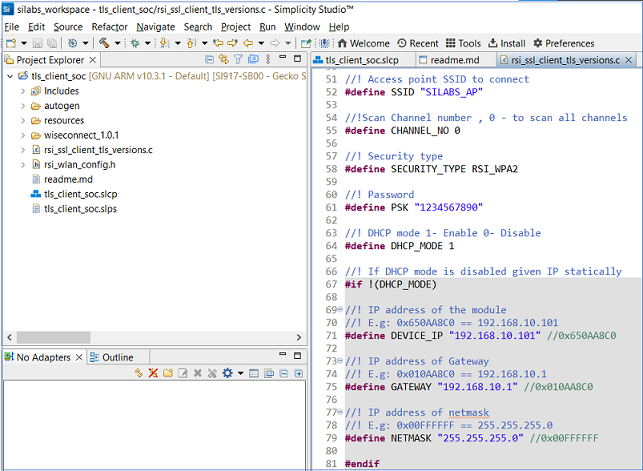 silabs_workspace - tls_client_soc/rsi_ssl_client_tls_versions.c - Simplicity Studio™
File Edit Source Refactor Navigate Search Project Run Window Help
Welcome Recent Tools Install Preferences
Project Explorer
tls_client_soc [GNU ARM v10.3.1 - Default] [SI917-SB00 - Gecko S
Includes
autogen
resources
wiseconnect_1.0.1
rsi_ssl_client_tls_versions.c
rsi_wlan_config.h
readme.md
tls_client_soc.slcp
tls_client_soc.slps
No Adapters Outline
tls_client_soc.slcp readme.md rsi_ssl_client_tls_versions.c
51 //! Access point SSID to connect
52 #define SSID "SILABS_AP"
53
54 //!Scan Channel number , 0 - to scan all channels
55 #define CHANNEL_NO 0
56
57 //! Security type
58 #define SECURITY_TYPE RSI_WPA2
59
60 //! Password
61 #define PSK "1234567890"
62
63 //! DHCP mode 1- Enable 0- Disable
64 #define DHCP_MODE 1
65
66 //! If DHCP mode is disabled given IP statically
67 #if !(DHCP_MODE)
68
69 //! IP address of the module
70 //! E.g: 0x650AA8C0 == 192.168.10.101
71 #define DEVICE_IP "192.168.10.101" //0x650AA8C0
72
73 //! IP address of Gateway
74 //! E.g: 0x010AA8C0 == 192.168.10.1
75 #define GATEWAY "192.168.10.1" //0x010AA8C0
76
77 //! IP address of netmask
78 //! E.g: 0x00FFFFFF == 255.255.255.0
79 #define NETMASK "255.255.255.0" //0x00FFFFFF
80
81 #endif